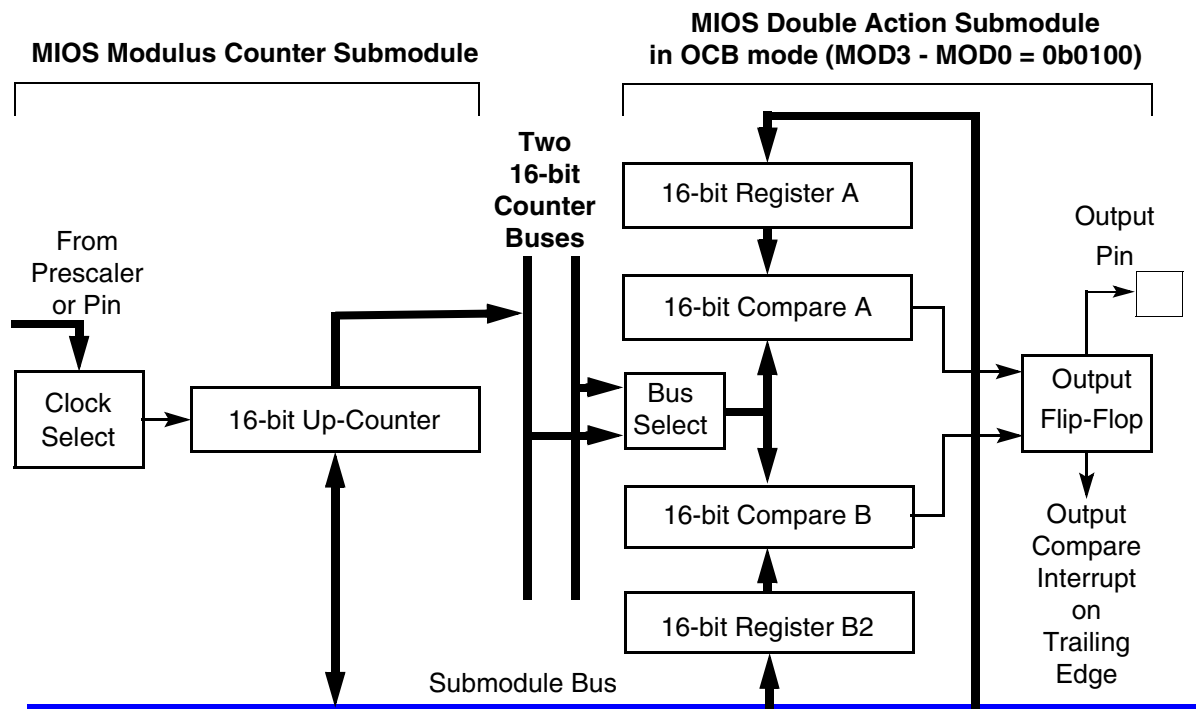 MIOS Modulus Counter Submodule
MIOS Double Action Submodule
in OCB mode (MOD3 - MOD0 = 0b0100)
Two
16-bit
Counter
Buses
From
Prescaler
or Pin
Clock
Select
16-bit Up-Counter
16-bit Register A
16-bit Compare A
Bus
Select
16-bit Compare B
16-bit Register B2
Output
Pin
Output
Flip-Flop
Output
Compare
Interrupt
on
Trailing
Edge
Submodule Bus